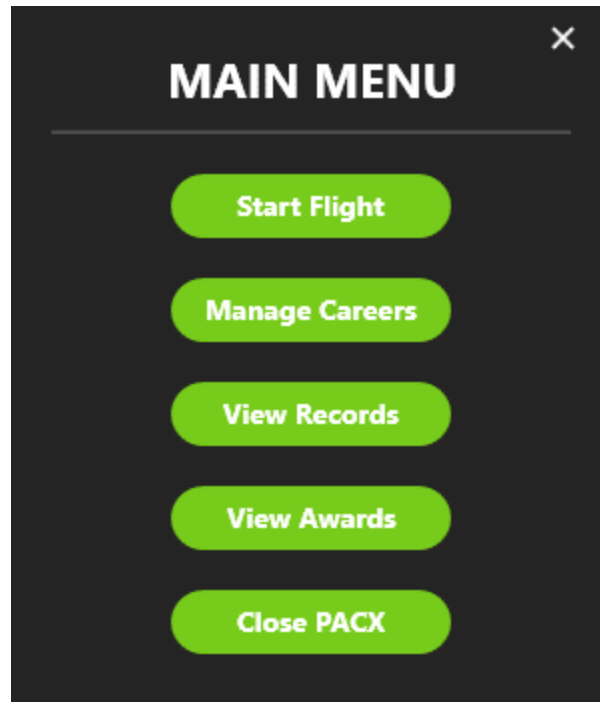 MAIN MENU
Start Flight
Manage Careers
View Records
View Awards
Close PACX